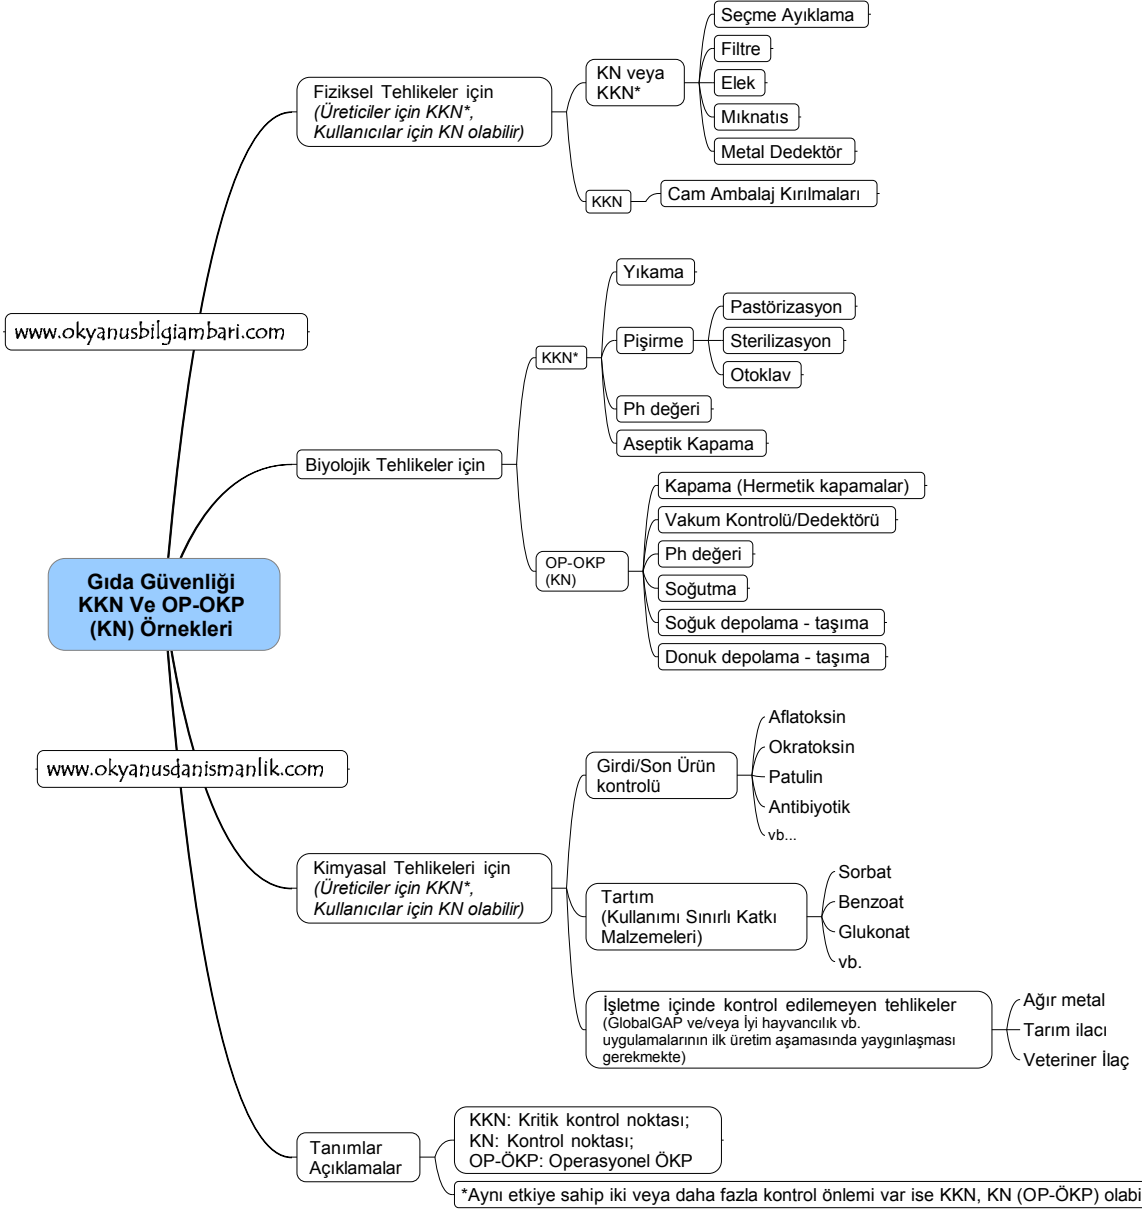 Seçme Ayıklama
Filtre
Elek
Mıknatıs
Metal Dedektör
KN veya
KKN*
Fiziksel Tehlikeler için
(Üreticiler için KKN*,
Kullanıcılar için KN olabilir)
KKN
Cam Ambalaj Kırılmaları
www.okyanusbilgiambari.com
Yıkama
Pişirme
Pastörizasyon
Sterilizasyon
Otoklav
KKN*
Ph değeri
Aseptik Kapama
Biyolojik Tehlikeler için
Kapama (Hermetik kapamalar)
Vakum Kontrolü/Dedektörü
OP-OKP
(KN)
Ph değeri
Soğutma
Soğuk depolama - taşıma
Donuk depolama - taşıma
Gıda Güvenliği
KKN Ve OP-OKP
(KN) Örnekleri
www.okyanusdanismanlik.com
Girdi/Son Ürün
kontrolü
Aflatoksin
Okratoksin
Patulin
Antibiyotik
vb...
Kimyasal Tehlikeleri için
(Üreticiler için KKN*,
Kullanıcılar için KN olabilir)
Tartım
(Kullanımı Sınırlı Katkı
Malzemeleri)
Sorbat
Benzoat
Glukonat
vb.
İşletme içinde kontrol edilemeyen tehlikeler
(GlobalGAP ve/veya İyi hayvancılık vb.
uygulamalarının ilk üretim aşamasında yaygınlaşması
gerekmekte)
Ağır metal
Tarım ilacı
Veteriner İlaç
Tanımlar
Açıklamalar
KKN: Kritik kontrol noktası;
KN: Kontrol noktası;
OP-ÖKP: Operasyonel ÖKP
*Aynı etkiye sahip iki veya daha fazla kontrol önlemi var ise KKN, KN (OP-ÖKP) olabi